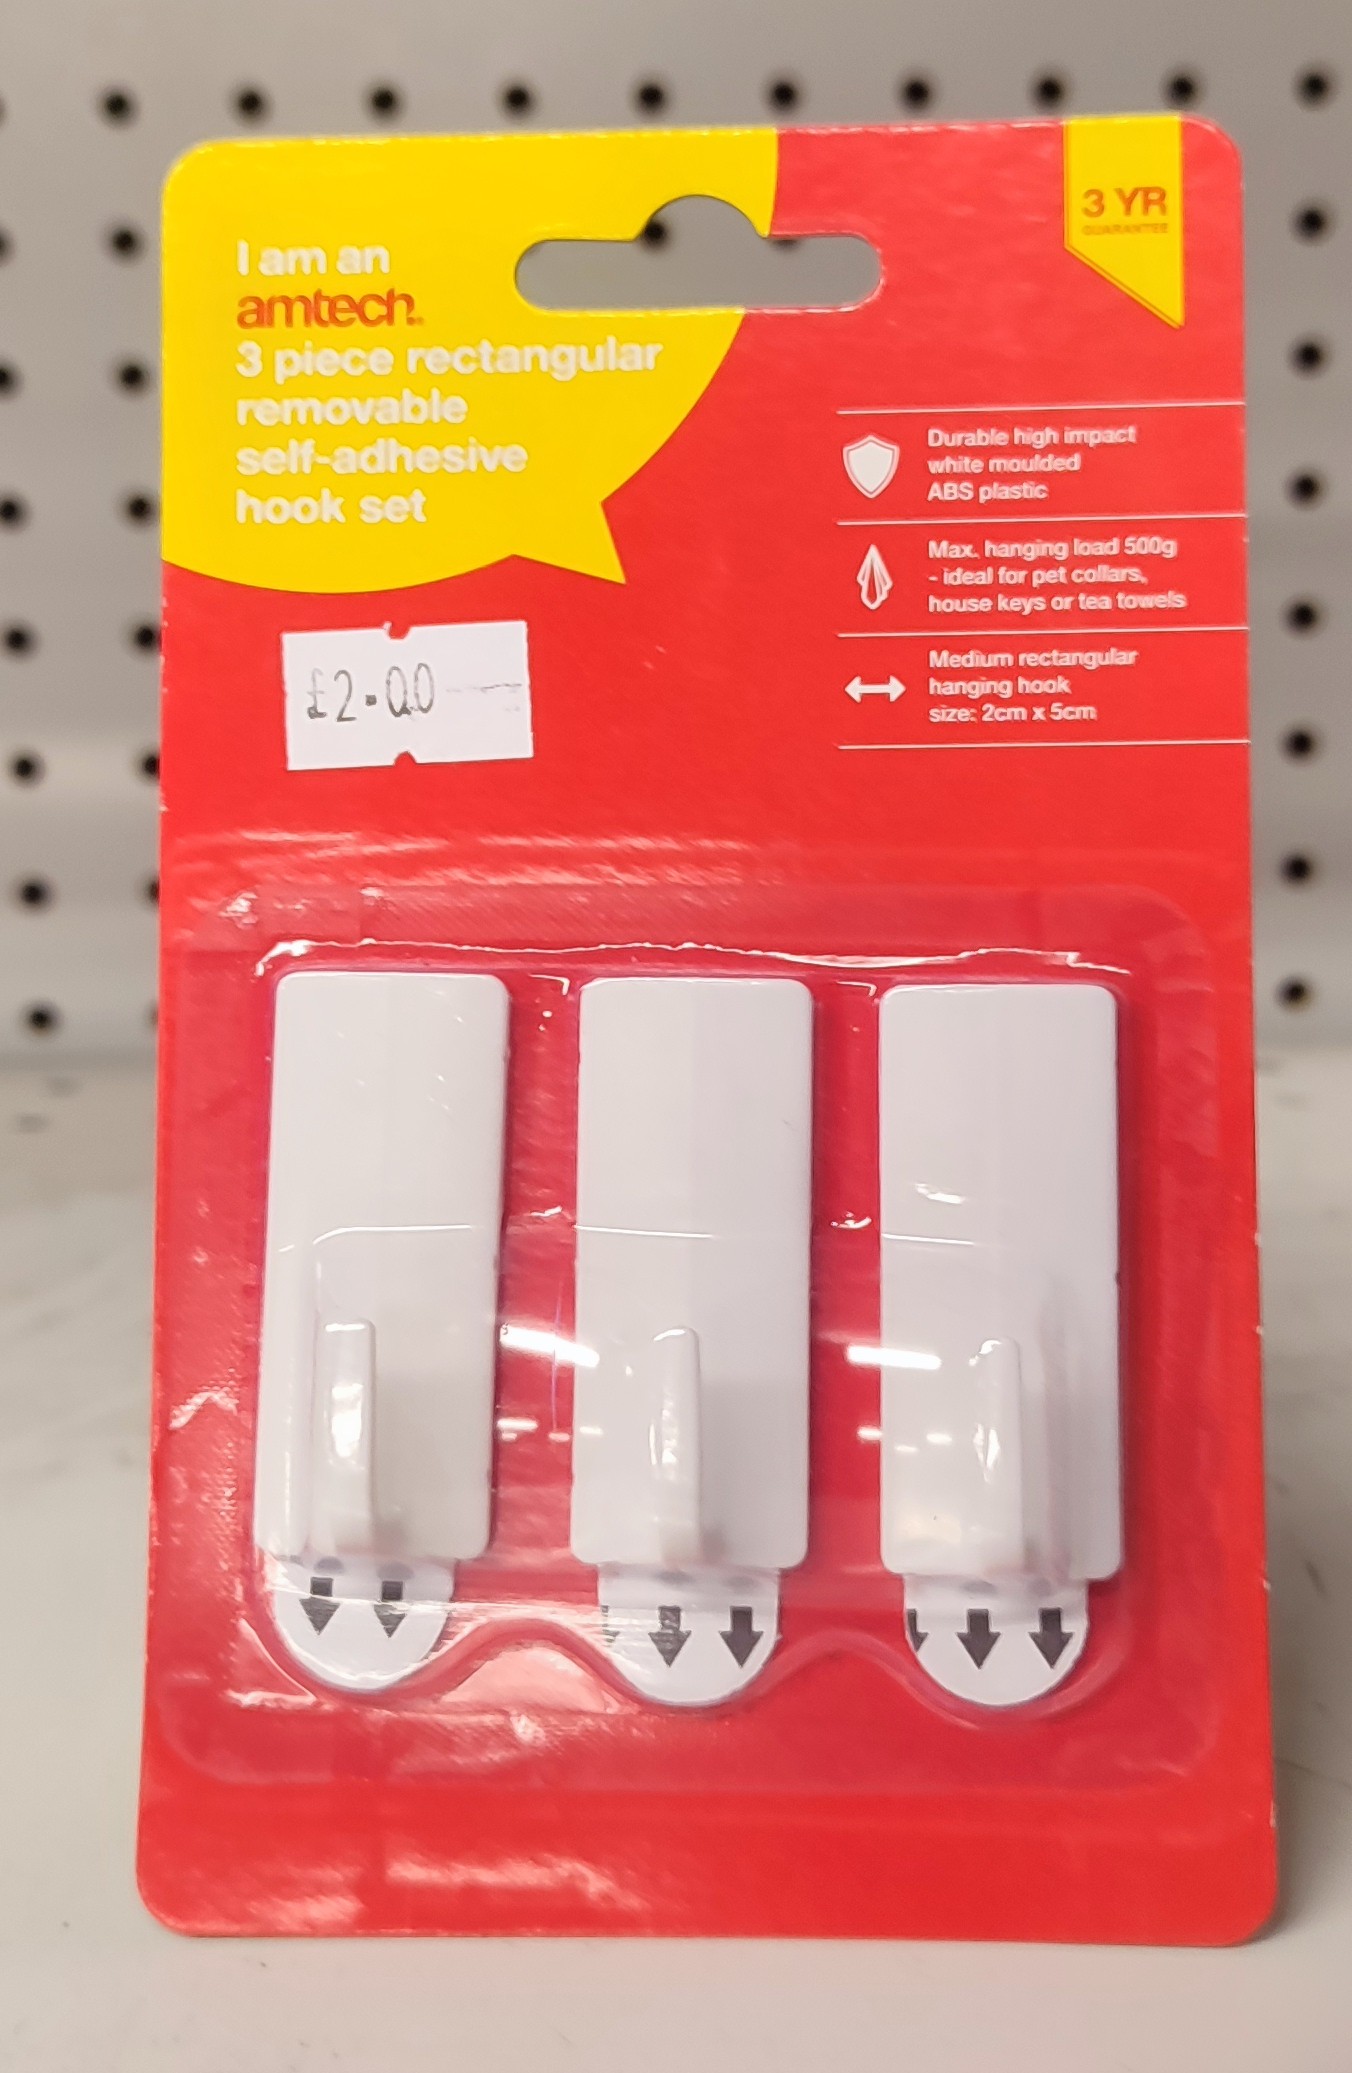 I am an
amtech.
3 piece rectangular
removable
self-adhesive
hook set
3 YR
GUARANTEE
Durable high impact
white moulded
ABS plastic
Max. hanging load 500g
- ideal for pet collars,
house keys or tea towels
Medium rectangular
hanging hook
size: 2cm x 5cm
£2.00